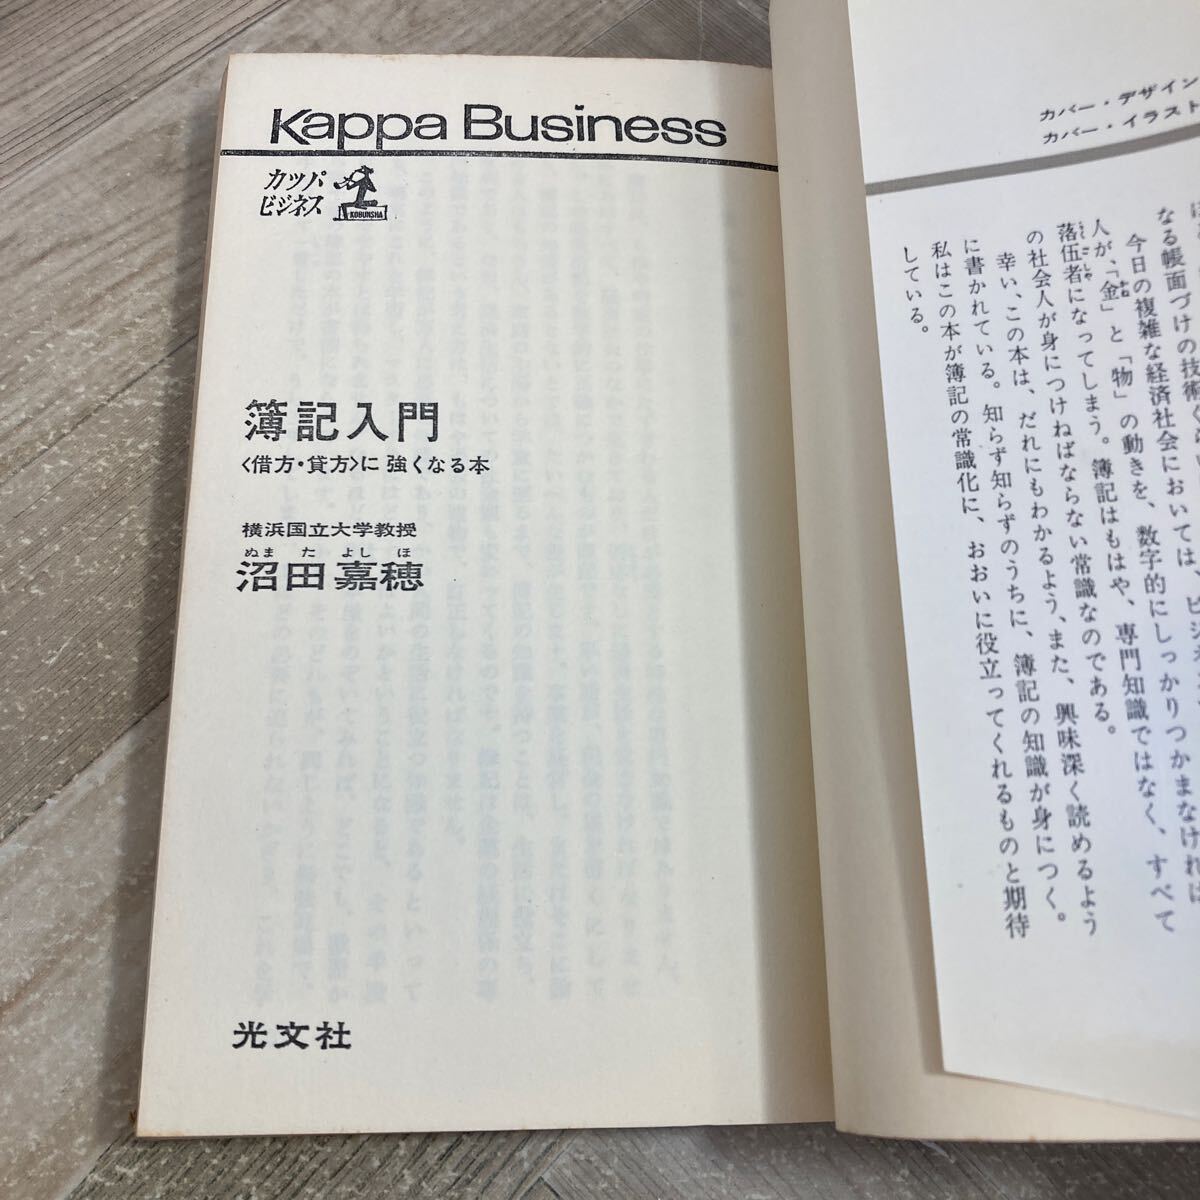 Kappa Business
カッパ
ビジネス
KOBUNSHA
簿記入門
〈借方・貸方〉に強くなる本
横浜国立大学教授
ぬまたよしほ
沼田嘉穂
光文社
カバー・デザイン
カバー・イラスト
なる帳面づけの技術
今日の複雑な経済社会においては、ビジネ
人が、「金」と「物」の動きを、数字的にしっかりつかまなければ
落伍者になってしまう。簿記はもはや、専門知識ではなく、すべて
の社会人が身につけねばならない常識なのである。
幸い、この本は、だれにもわかるよう、また、興味深く読めるよう
に書かれている。知らず知らずのうちに、簿記の知識が身につく。
私はこの本が簿記の常識化に、おおいに役立ってくれるものと期待
している。